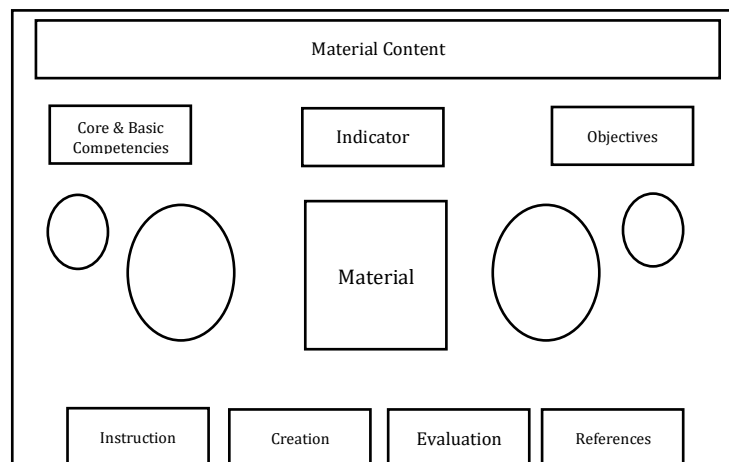 Material Content
Core & Basic
Competencies
Indicator
Objectives
Material
Instruction
Creation
Evaluation
References